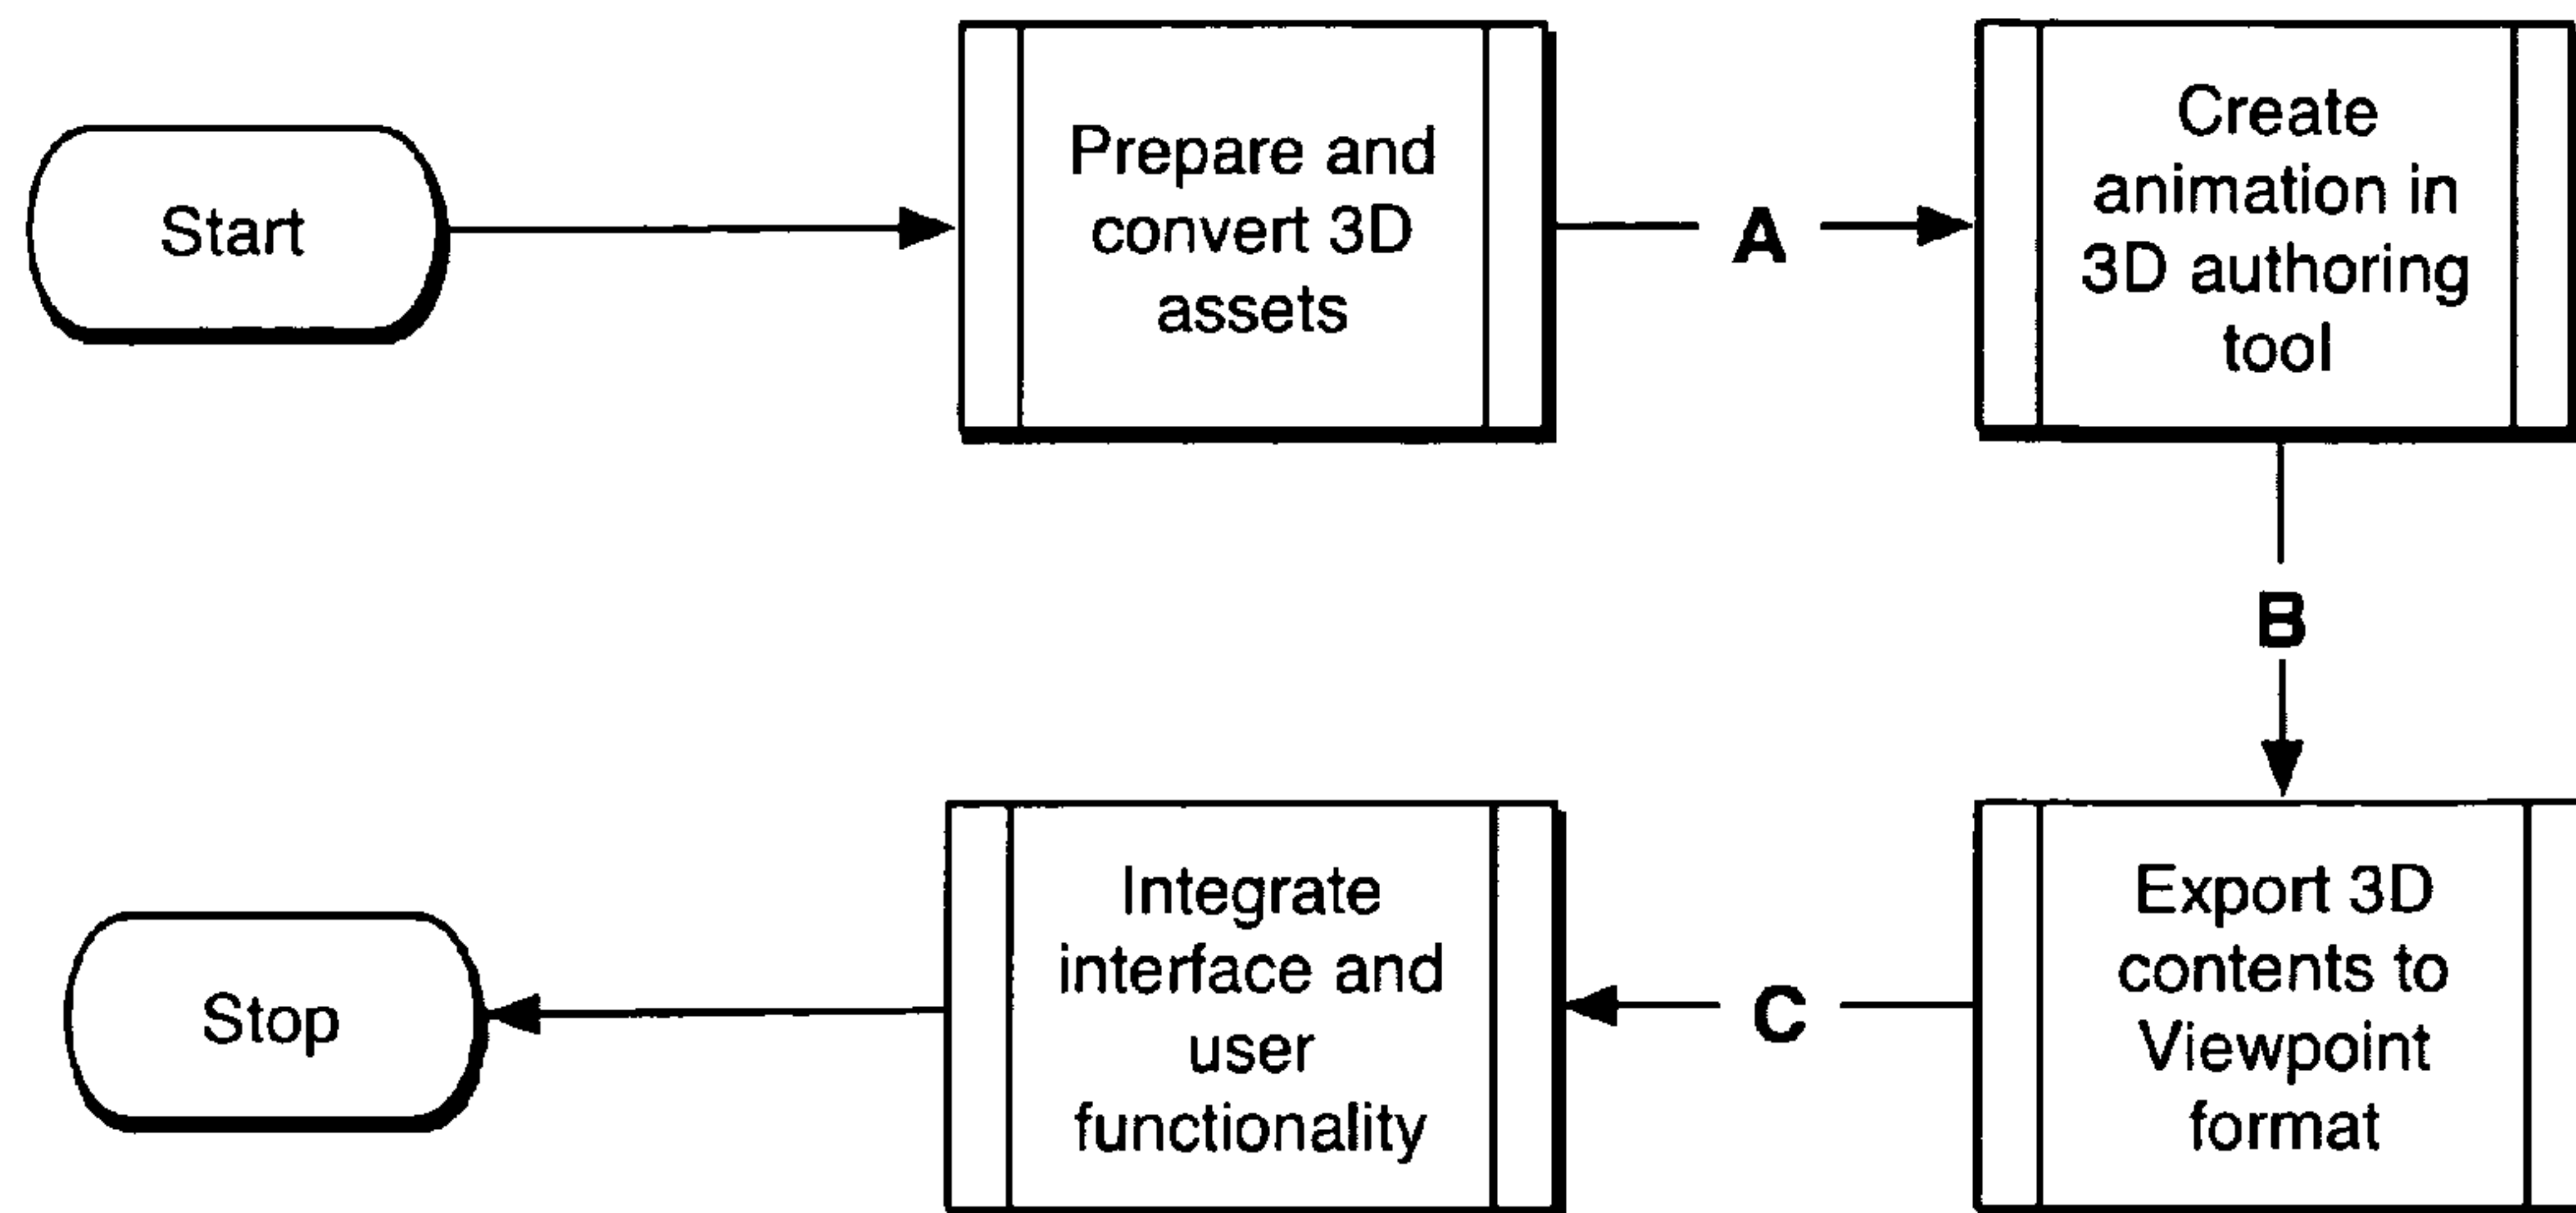 Start
Prepare and
convert 3D
assets
A
Create
animation in
3D authoring
tool
B
Export 3D
contents to
Viewpoint
format
C
Integrate
interface and
user
functionality
Stop